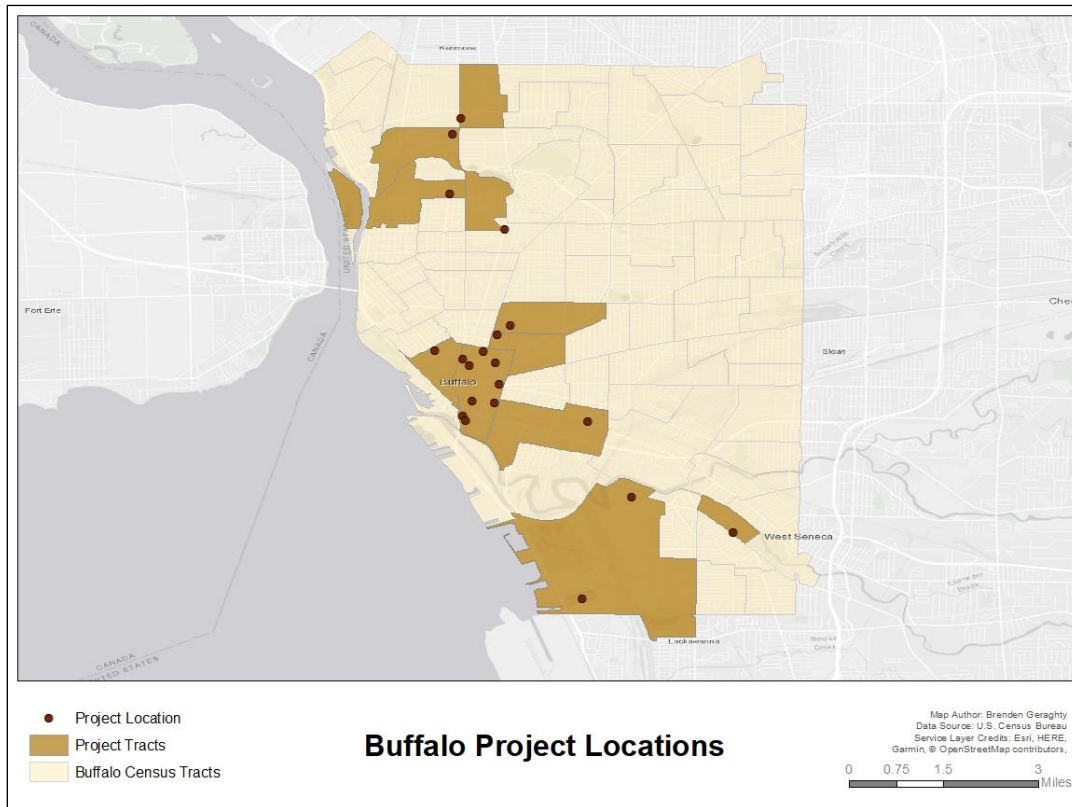 CANADA
UNITED STATES
Kenmore
UNITED STATE
Fort Erie
CANADA
Sloan
Buffalo
West Seneca
Lackawanna
CANADA
UNITED STATES
Project Location
Project Tracts
Buffalo Census Tracts
Buffalo Project Locations
Map Author: Brenden Geraghty
Data Source: U.S. Census Bureau
Service Layer Credits: Esri, HERE,
Garmin, © OpenStreetMap contributors,
0 0.75 1.5 3
Miles